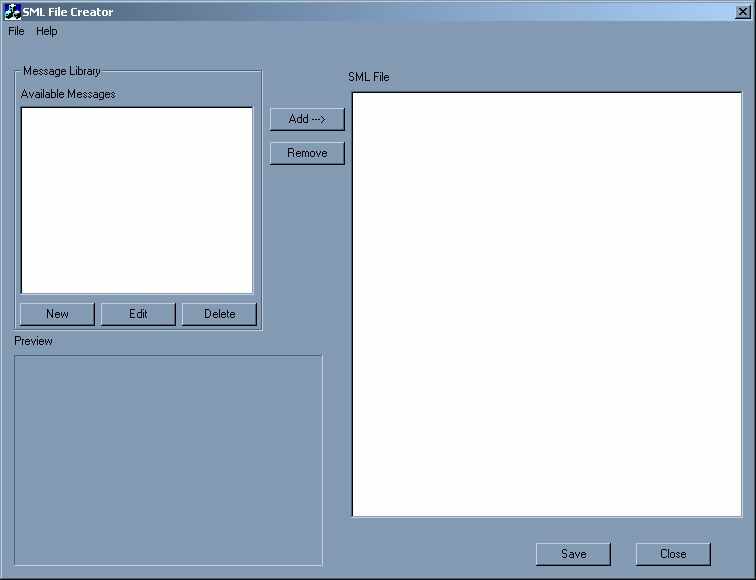 SML File Creator
File Help
Message Library
Available Messages
New Edit Delete
Preview
Add --->
Remove
SML File
Save Close